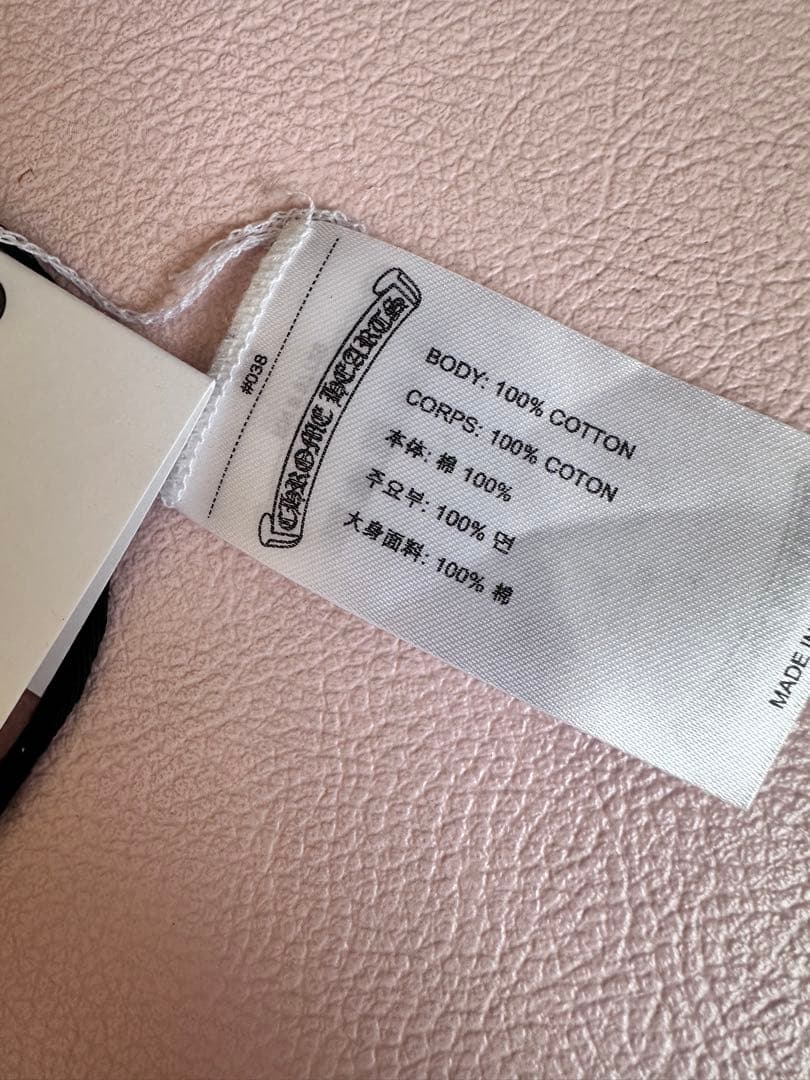 #038
CHROME HEARTS
BODY: 100% COTTON
CORPS: 100% COTON
本体: 棉 100%
주요부: 100% 면
大身面料: 100% 棉
MADE IN